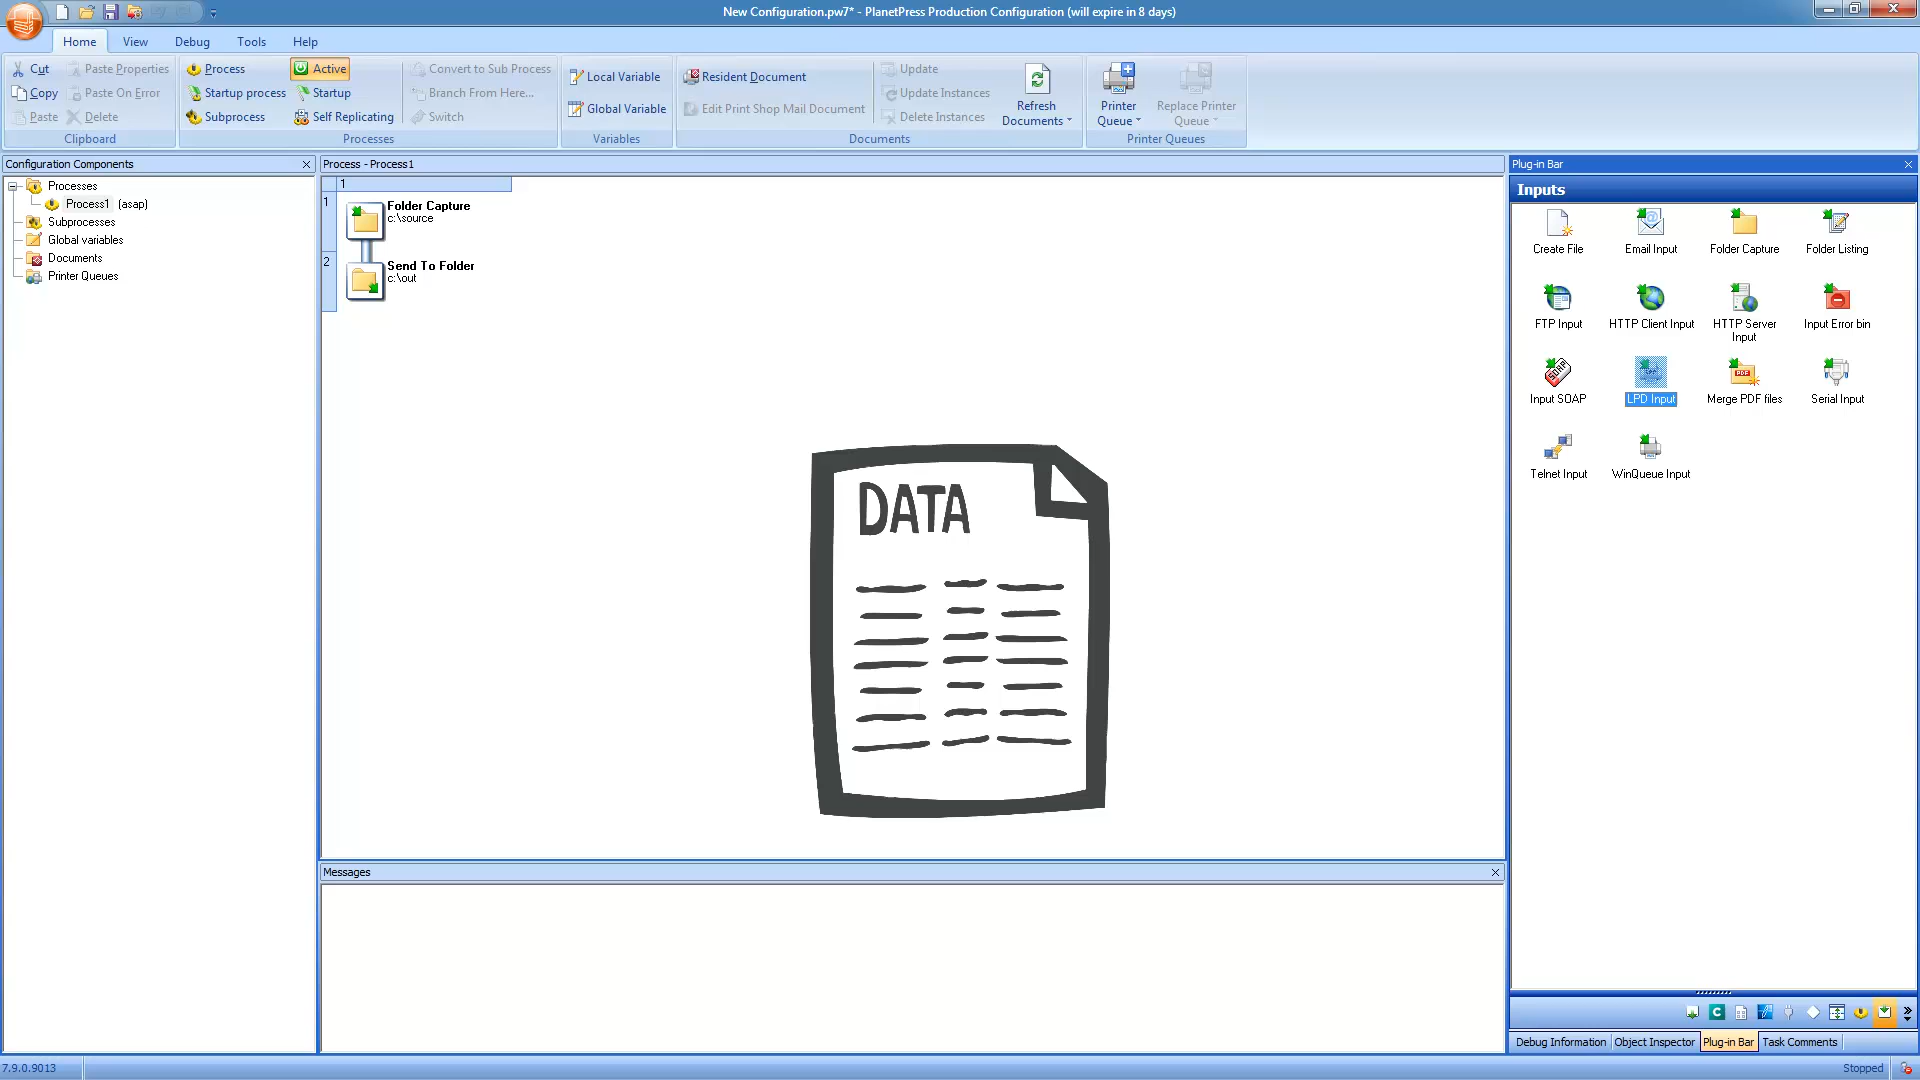 New Configuration.pw7* - PlanetPress Production Configuration (will expire in 8 days)
Home View Debug Tools Help
Cut Paste Properties Process Active Convert to Sub Process Local Variable Resident Document Update
Copy Paste On Error Startup process Startup Branch From Here... Global Variable Edit Print Shop Mail Document Update Instances Refresh Documents Printer Queue Replace Printer Queue
Paste Delete Subprocess Self Replicating Switch Delete Instances
Clipboard Processes Variables Documents Printer Queues
Configuration Components
Processes
Process1 (asap)
Subprocesses
Global variables
Documents
Printer Queues
Process - Process1
1
1
Folder Capture
c:\source
2
Send To Folder
c:\out
DATA
Messages
Plug-in Bar
Inputs
Create File Email Input Folder Capture Folder Listing
FTP Input HTTP Client Input HTTP Server Input Input Error bin
SOAP PDF
Input SOAP LPD Input Merge PDF files Serial Input
Telnet Input WinQueue Input
C
Debug Information Object Inspector Plug-in Bar Task Comments
7.9.0.9013
Stopped